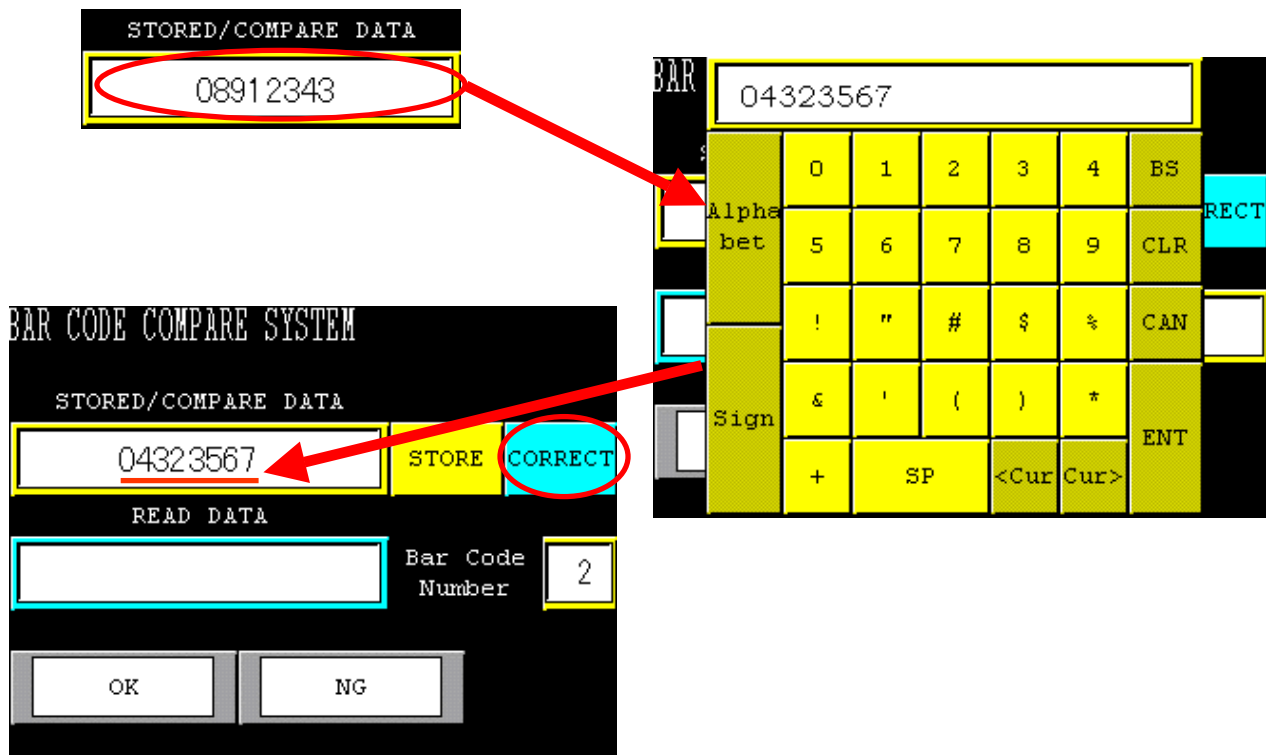 STORED/COMPARE DATA
08912343
BAR
04323567
0 1 2 3 4 BS
Alpha
bet
5 6 7 8 9 CLR
RECT
! " # $ % CAN
Sign
& ' ( ) *
ENT
+ SP <Cur Cur>
BAR CODE COMPARE SYSTEM
STORED/COMPARE DATA
04323567 STORE CORRECT
READ DATA
Bar Code
Number
2
OK NG